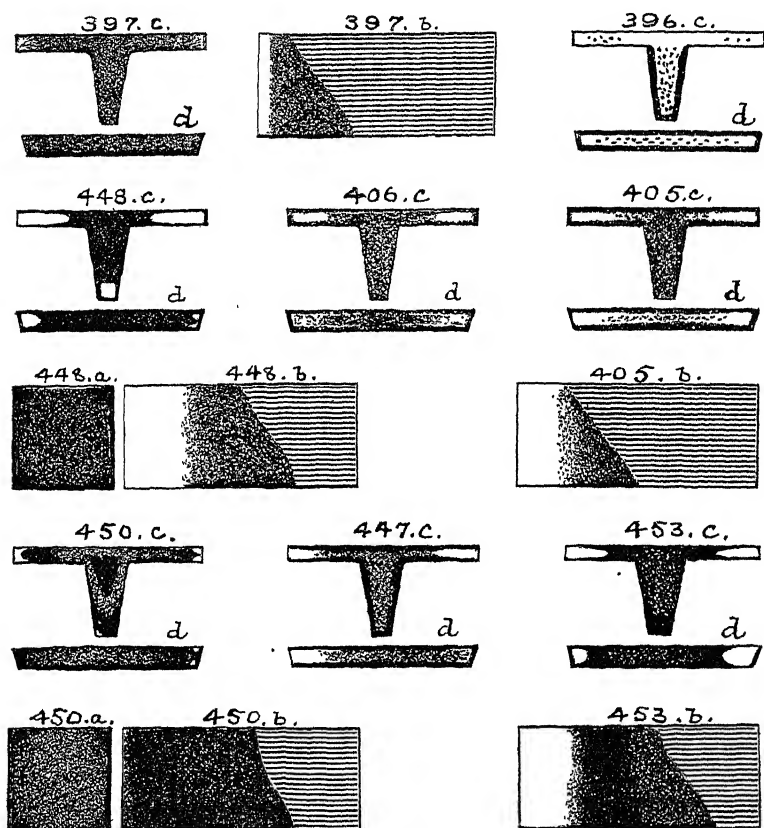 397.c. 397.b. 396.c.
d d
448.c. 406.c 405.c.
d d d
448.a. 448.b. 405.b.
450.c. 447.c. 453.c.
d d d
450.a. 450.b. 453.b.